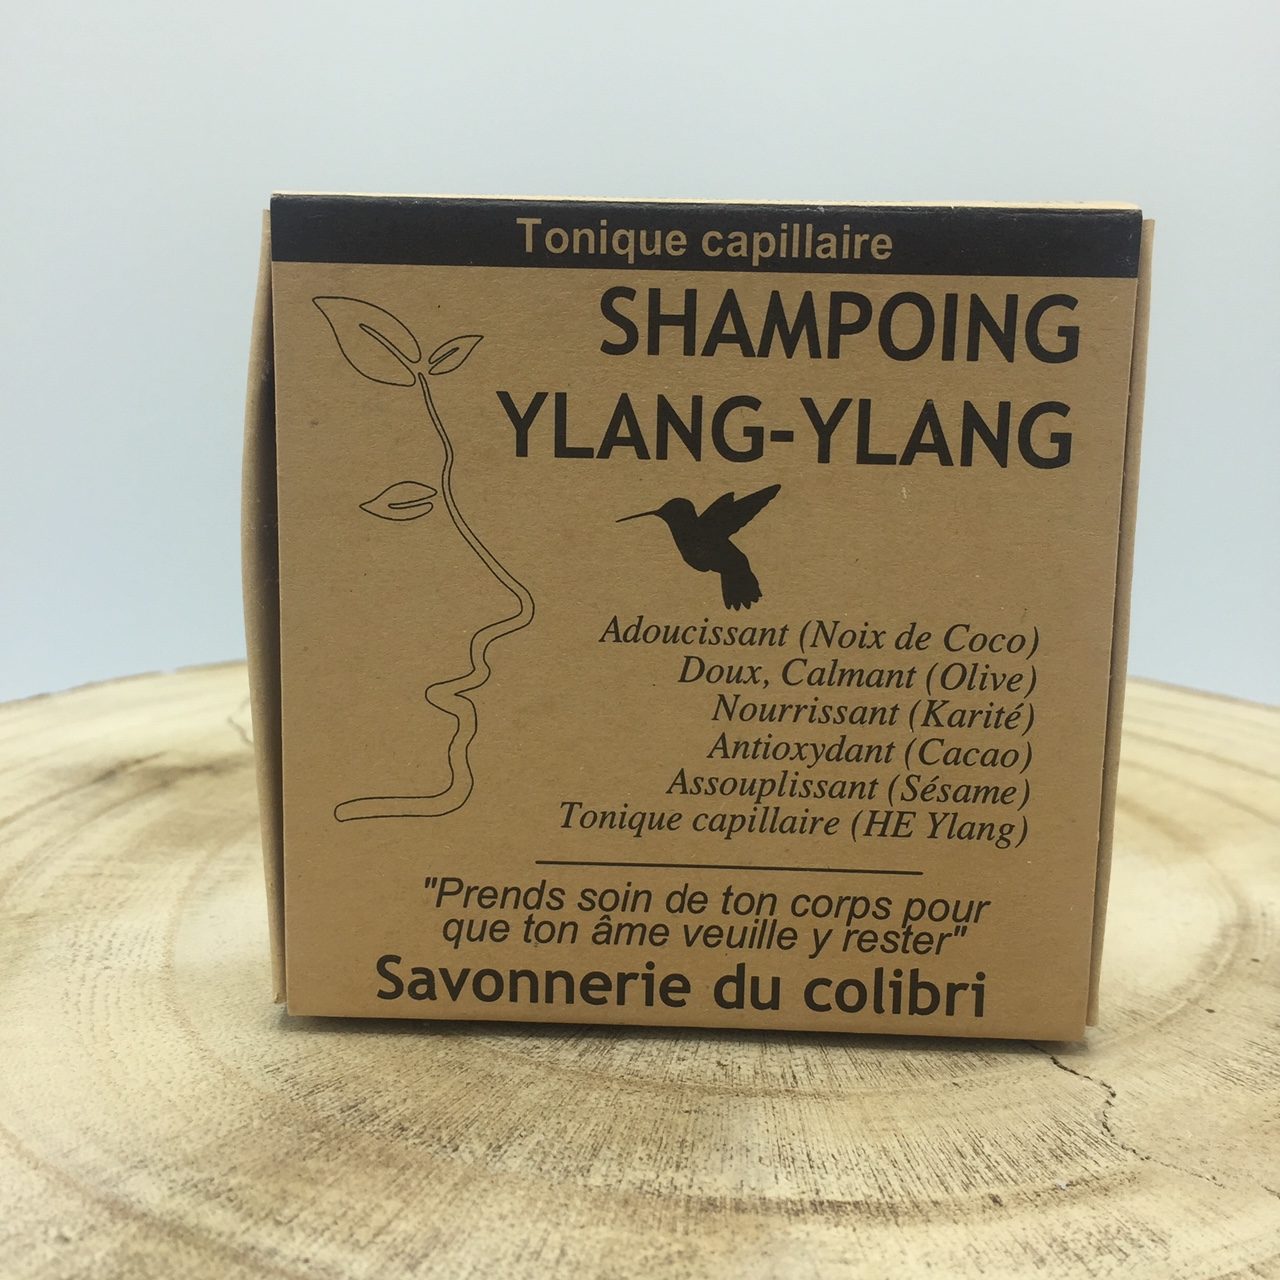 Tonique capillaire
SHAMPOING
YLANG-YLANG
Adoucissant (Noix de Coco)
Doux, Calmant (Olive)
Nourrissant (Karité)
Antioxydant (Cacao)
Assouplissant (Sésame)
Tonique capillaire (HE Ylang)
"Prends soin de ton corps pour
que ton âme veuille y rester"
Savonnerie du colibri